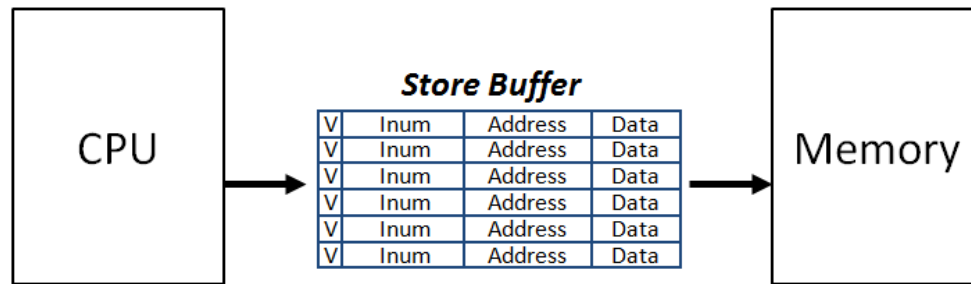 Store Buffer
CPU
V Inum Address Data
V Inum Address Data
V Inum Address Data
V Inum Address Data
V Inum Address Data
V Inum Address Data
Memory